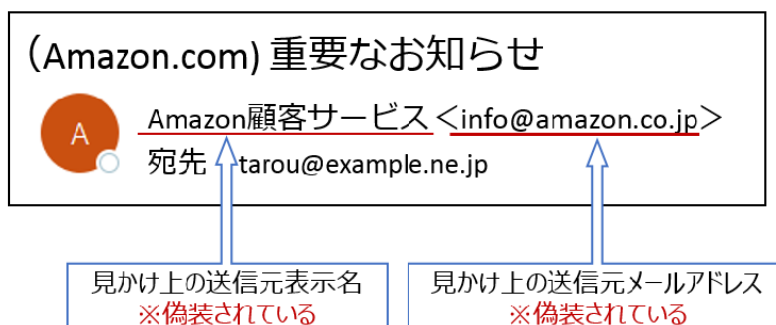 (Amazon.com) 重要なお知らせ
A
Amazon顧客サービス <info@amazon.co.jp>
宛先 tarou@example.ne.jp
見かけ上の送信元表示名
※偽装されている
見かけ上の送信元メールアドレス
※偽装されている